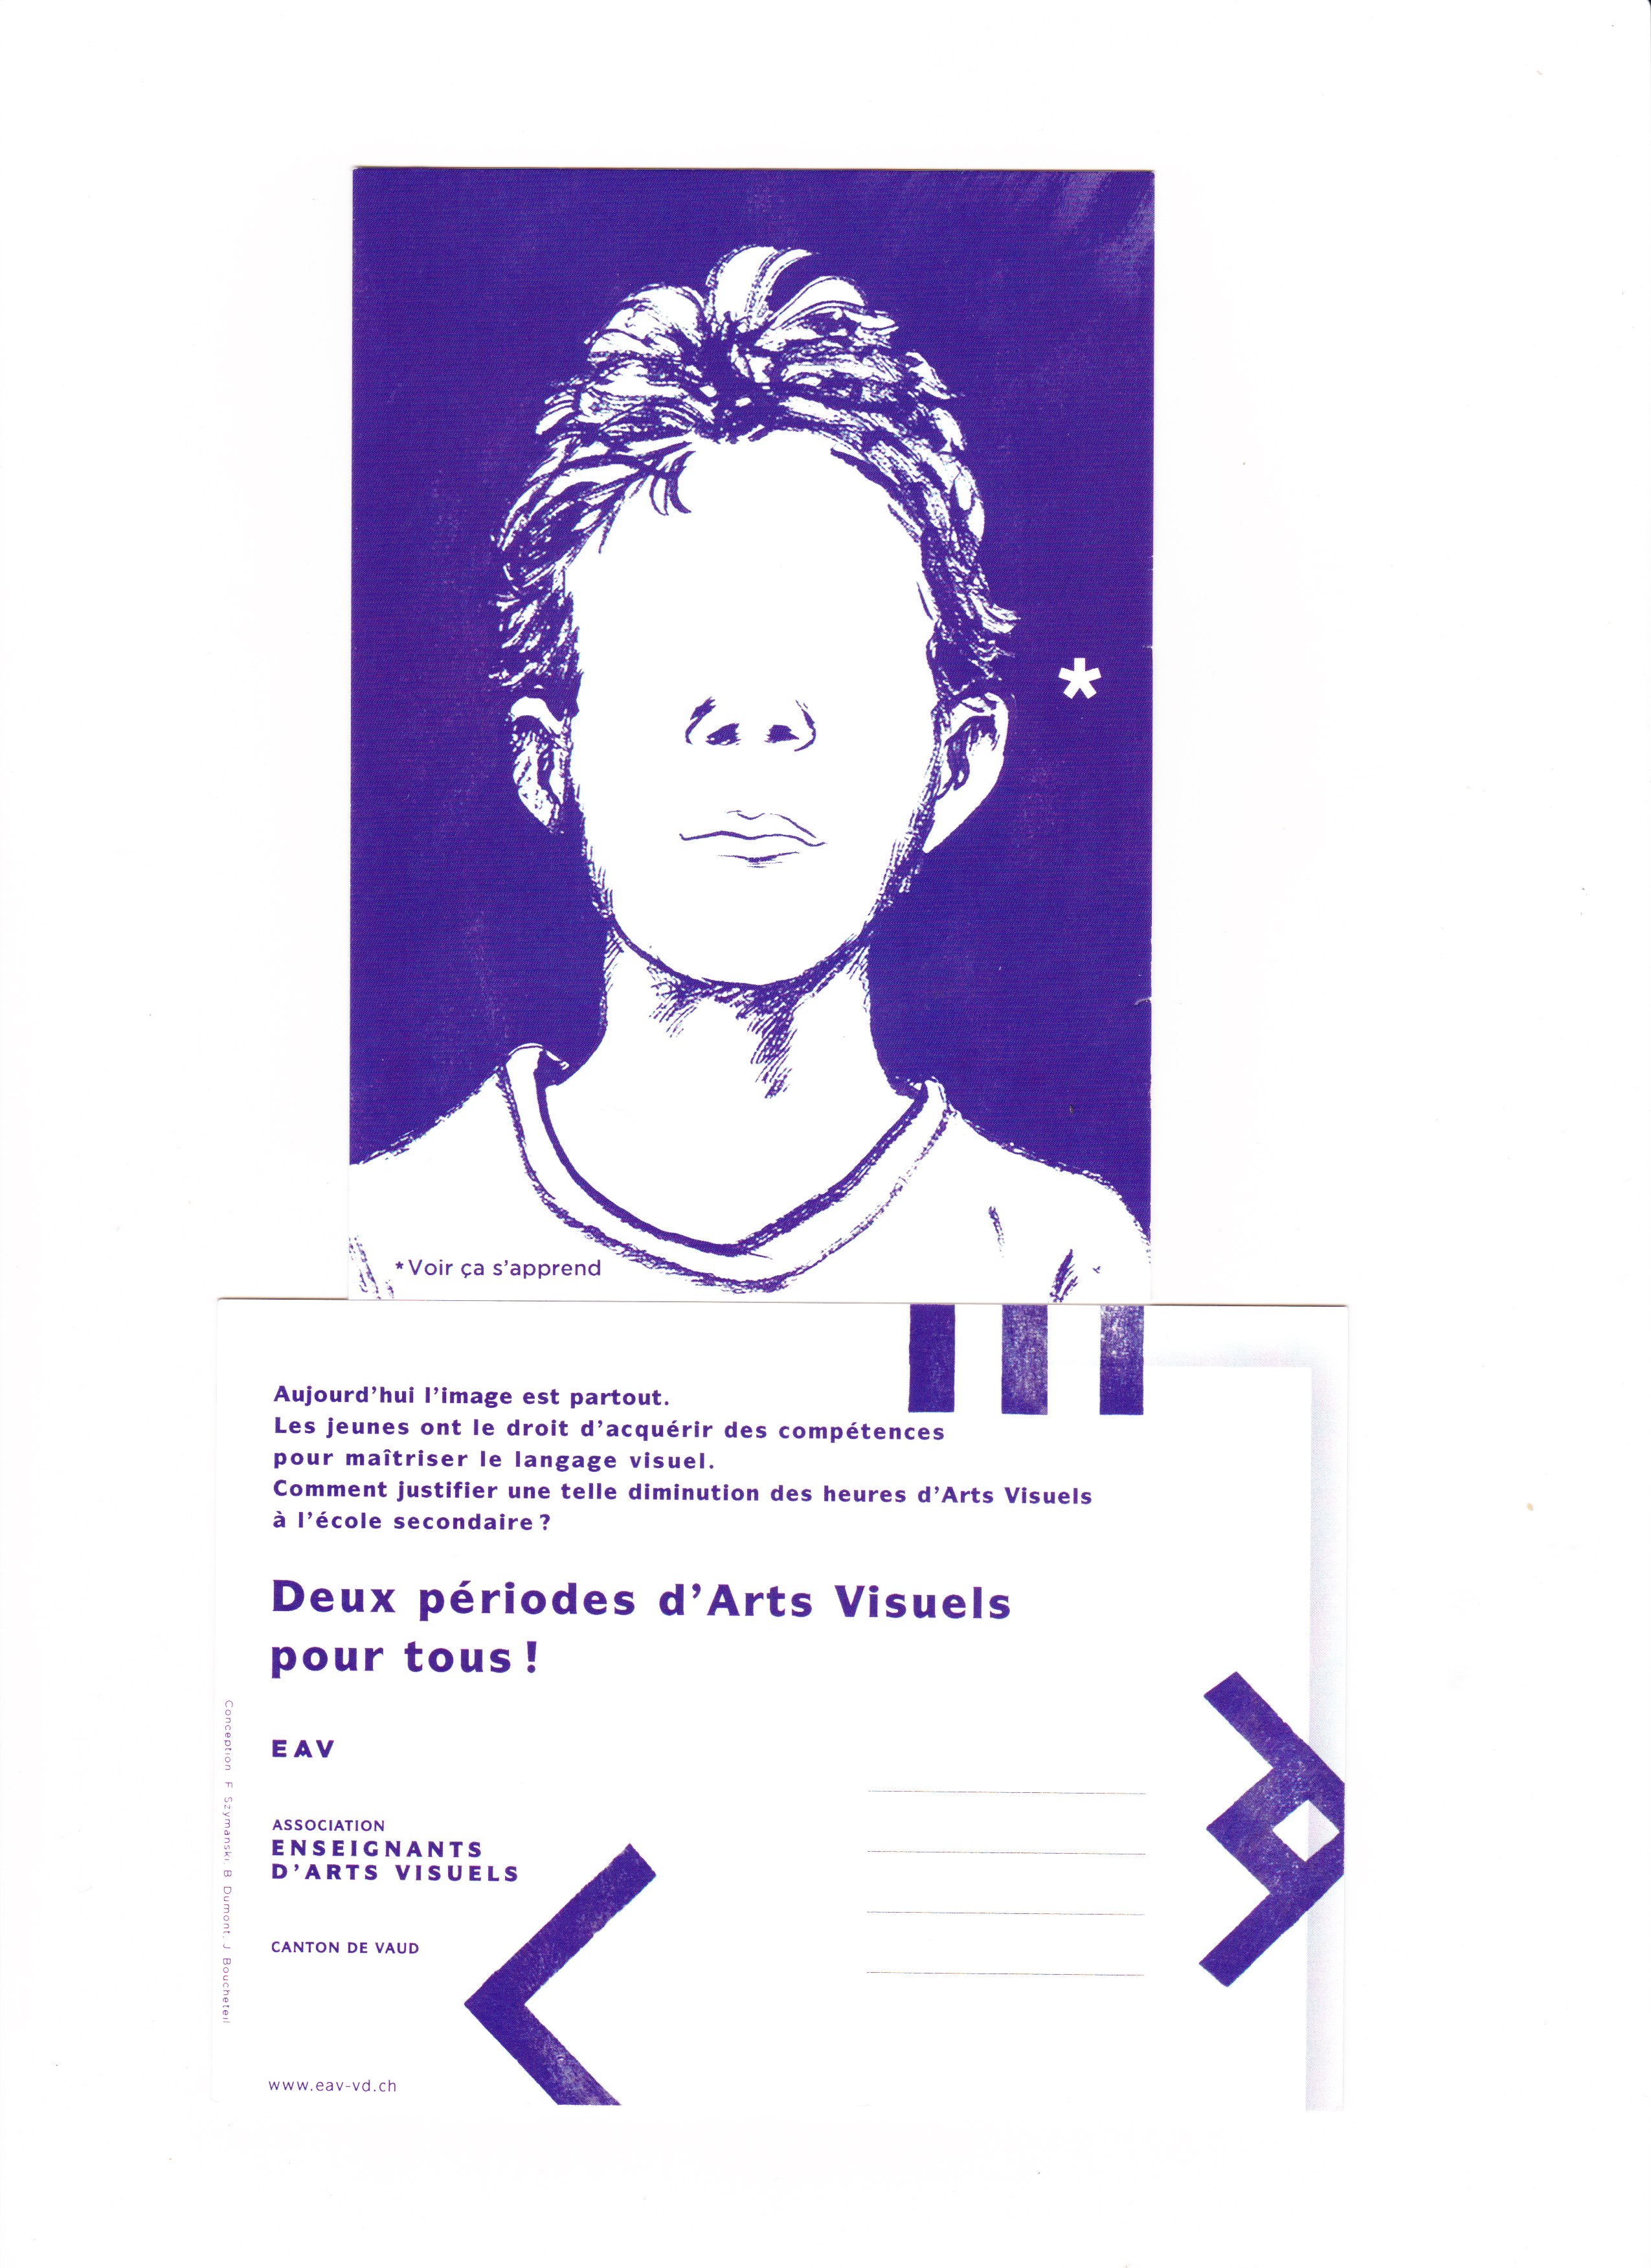 *
*Voir ça s'apprend
Aujourd'hui l'image est partout.
Les jeunes ont le droit d'acquérir des compétences
pour maîtriser le langage visuel.
Comment justifier une telle diminution des heures d'Arts Visuels
à l'école secondaire ?
Deux périodes d'Arts Visuels
pour tous !
EAV
ASSOCIATION
ENSEIGNANTS
D'ARTS VISUELS
CANTON DE VAUD
www.eav-vd.ch
Conception F. Szymanski, B. Dumont, J. Boucheteil